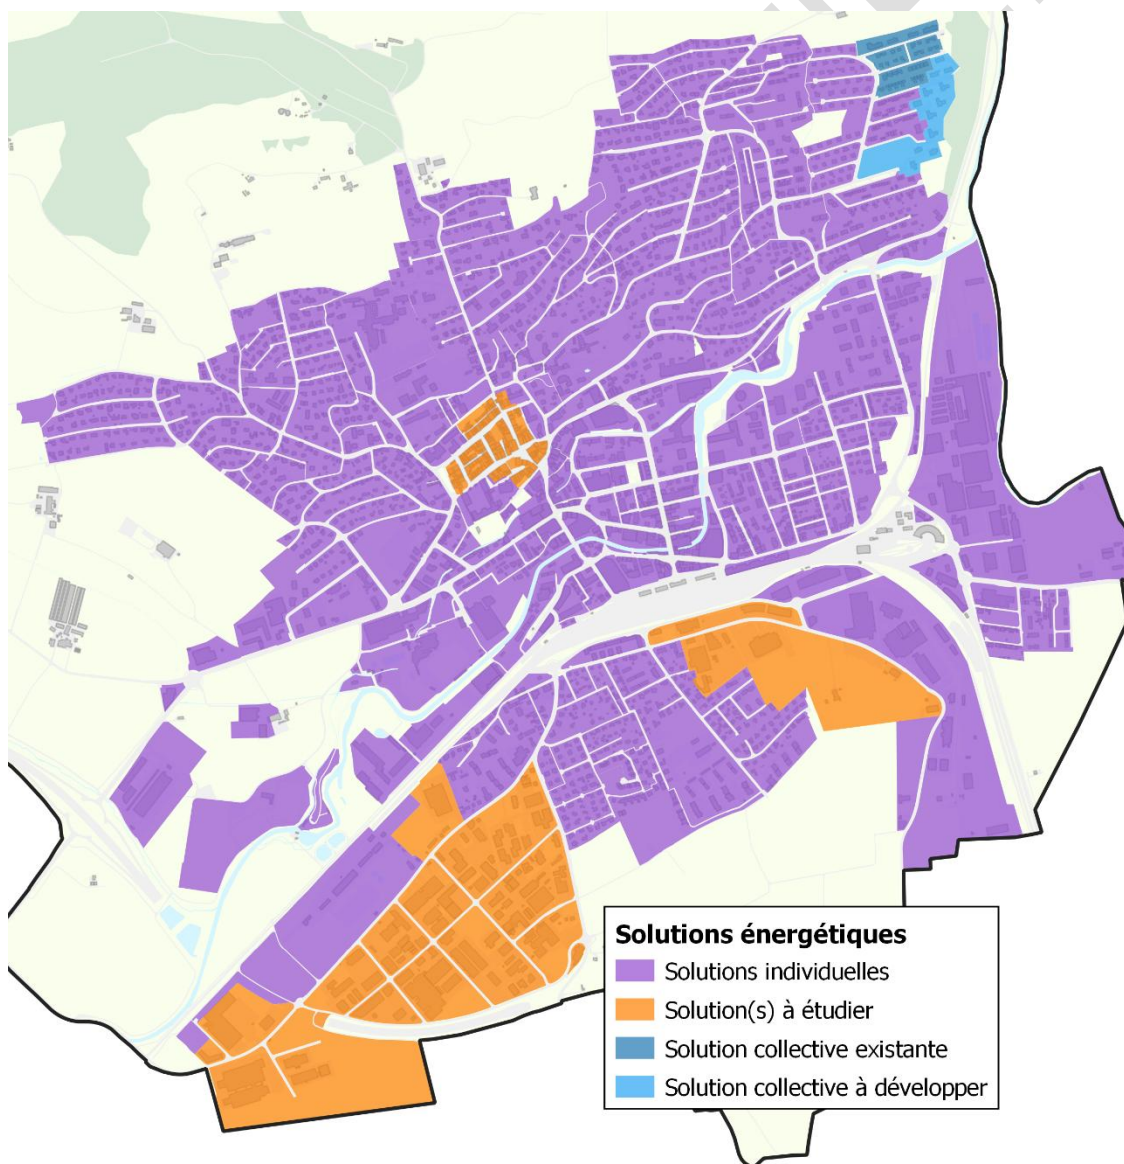 Solutions énergétiques
Solutions individuelles
Solution(s) à étudier
Solution collective existante
Solution collective à développer